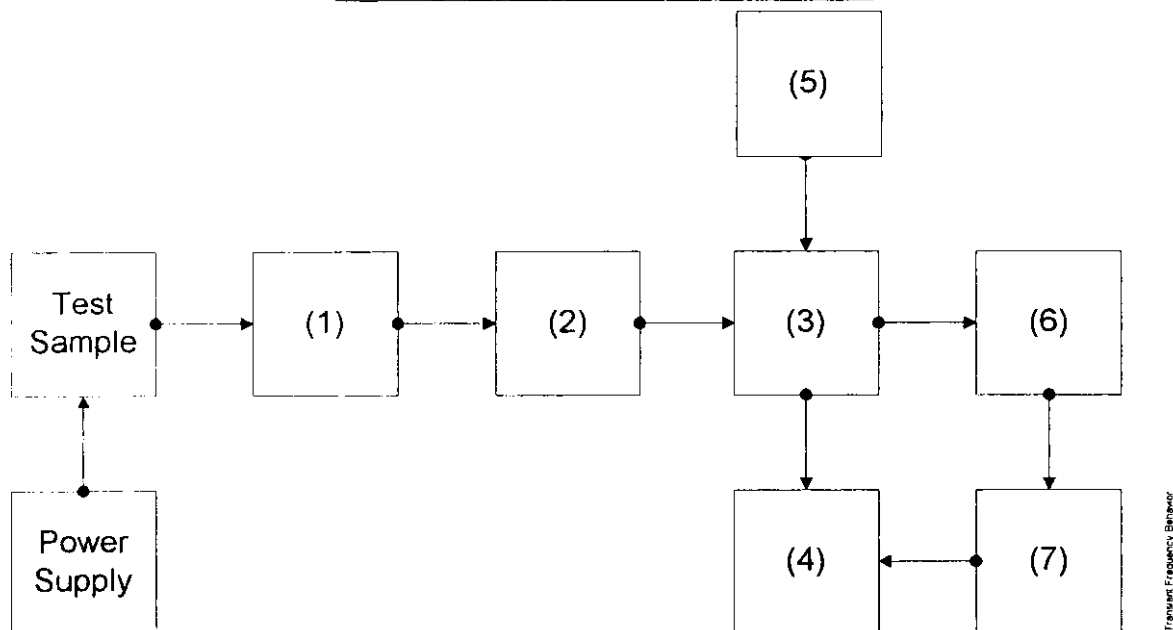 (5)
Test
Sample
(1)
(2)
(3)
(6)
Power
Supply
(4)
(7)
Transient Frequency Behavior